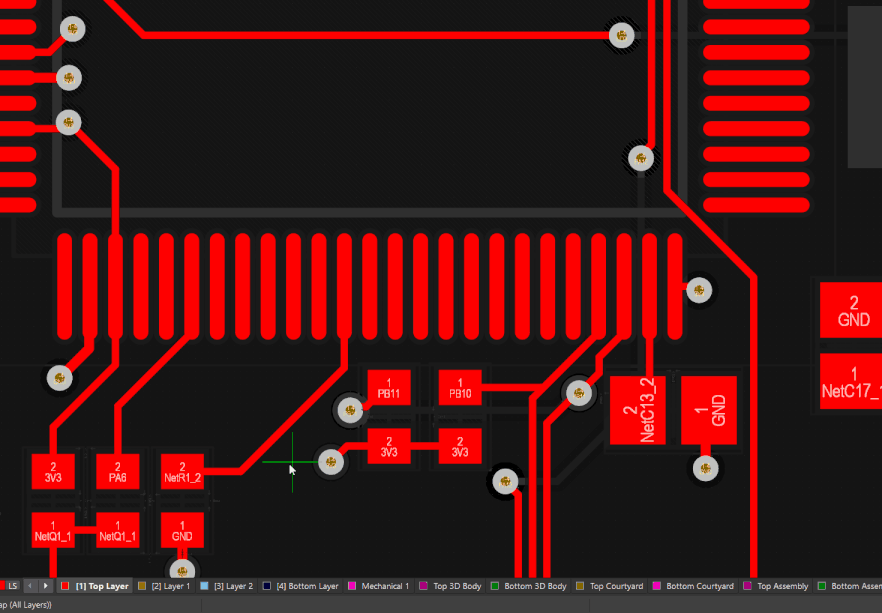 2
GND
1
NetC17_1
1
PB11
1
PB10
2
NetC13_2
1
GND
2
3V3
2
3V3
2
3V3
2
PA8
2
NetR1_2
1
NetQ1_1
1
NetQ1_1
1
GND
LS
[1] Top Layer
[2] Layer 1
[3] Layer 2
[4] Bottom Layer
Mechanical 1
Top 3D Body
Bottom 3D Body
Top Courtyard
Bottom Courtyard
Top Assembly
Bottom Assem
ap (All Layers))